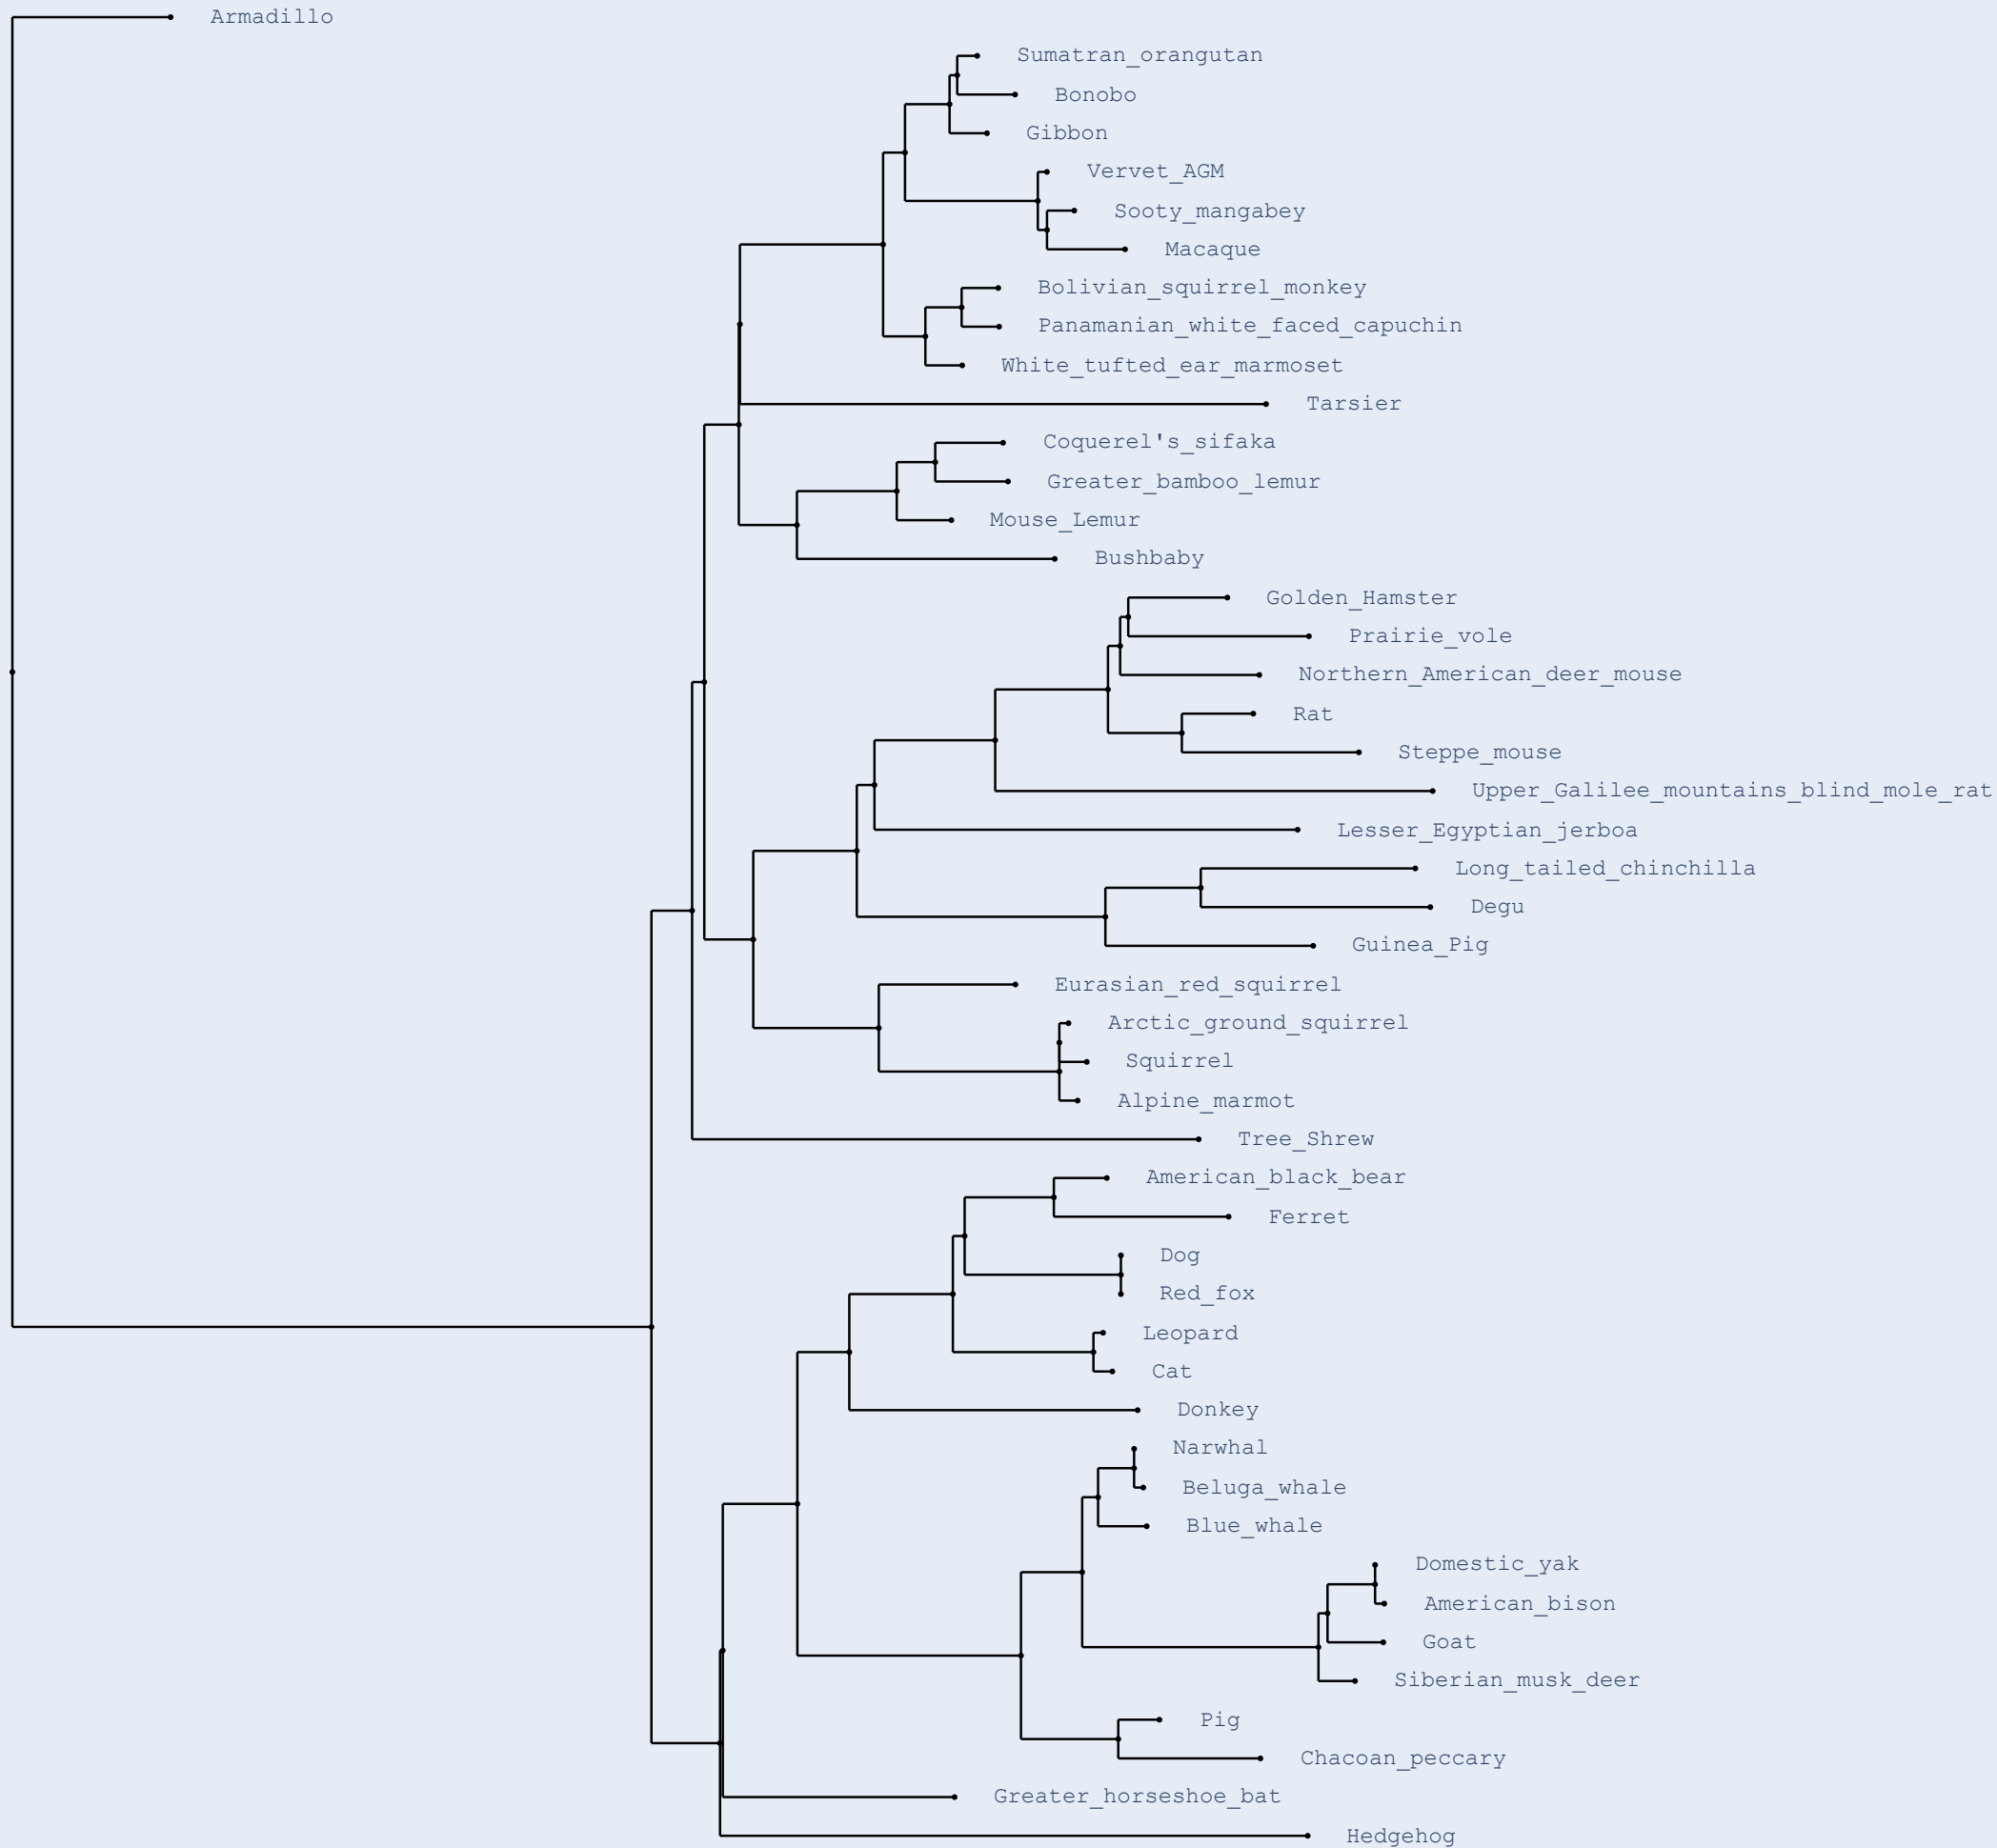 Armadillo
Sumatran_orangutan
Bonobo
Gibbon
Vervet_AGM
Sooty_mangabey
Macaque
Bolivian_squirrel_monkey
Panamanian_white_faced_capuchin
White_tufted_ear_marmoset
Tarsier
Coquerel's_sifaka
Greater_bamboo_lemur
Mouse_Lemur
Bushbaby
Golden_Hamster
Prairie_vole
Northern_American_deer_mouse
Rat
Steppe_mouse
Upper_Galilee_mountains_blind_mole_rat
Lesser_Egyptian_jerboa
Long_tailed_chinchilla
Degu
Guinea_Pig
Eurasian_red_squirrel
Arctic_ground_squirrel
Squirrel
Alpine_marmot
Tree_Shrew
American_black_bear
Ferret
Dog
Red_fox
Leopard
Cat
Donkey
Narwhal
Beluga_whale
Blue_whale
Domestic_yak
American_bison
Goat
Siberian_musk_deer
Pig
Chacoan_peccary
Greater_horseshoe_bat
Hedgehog